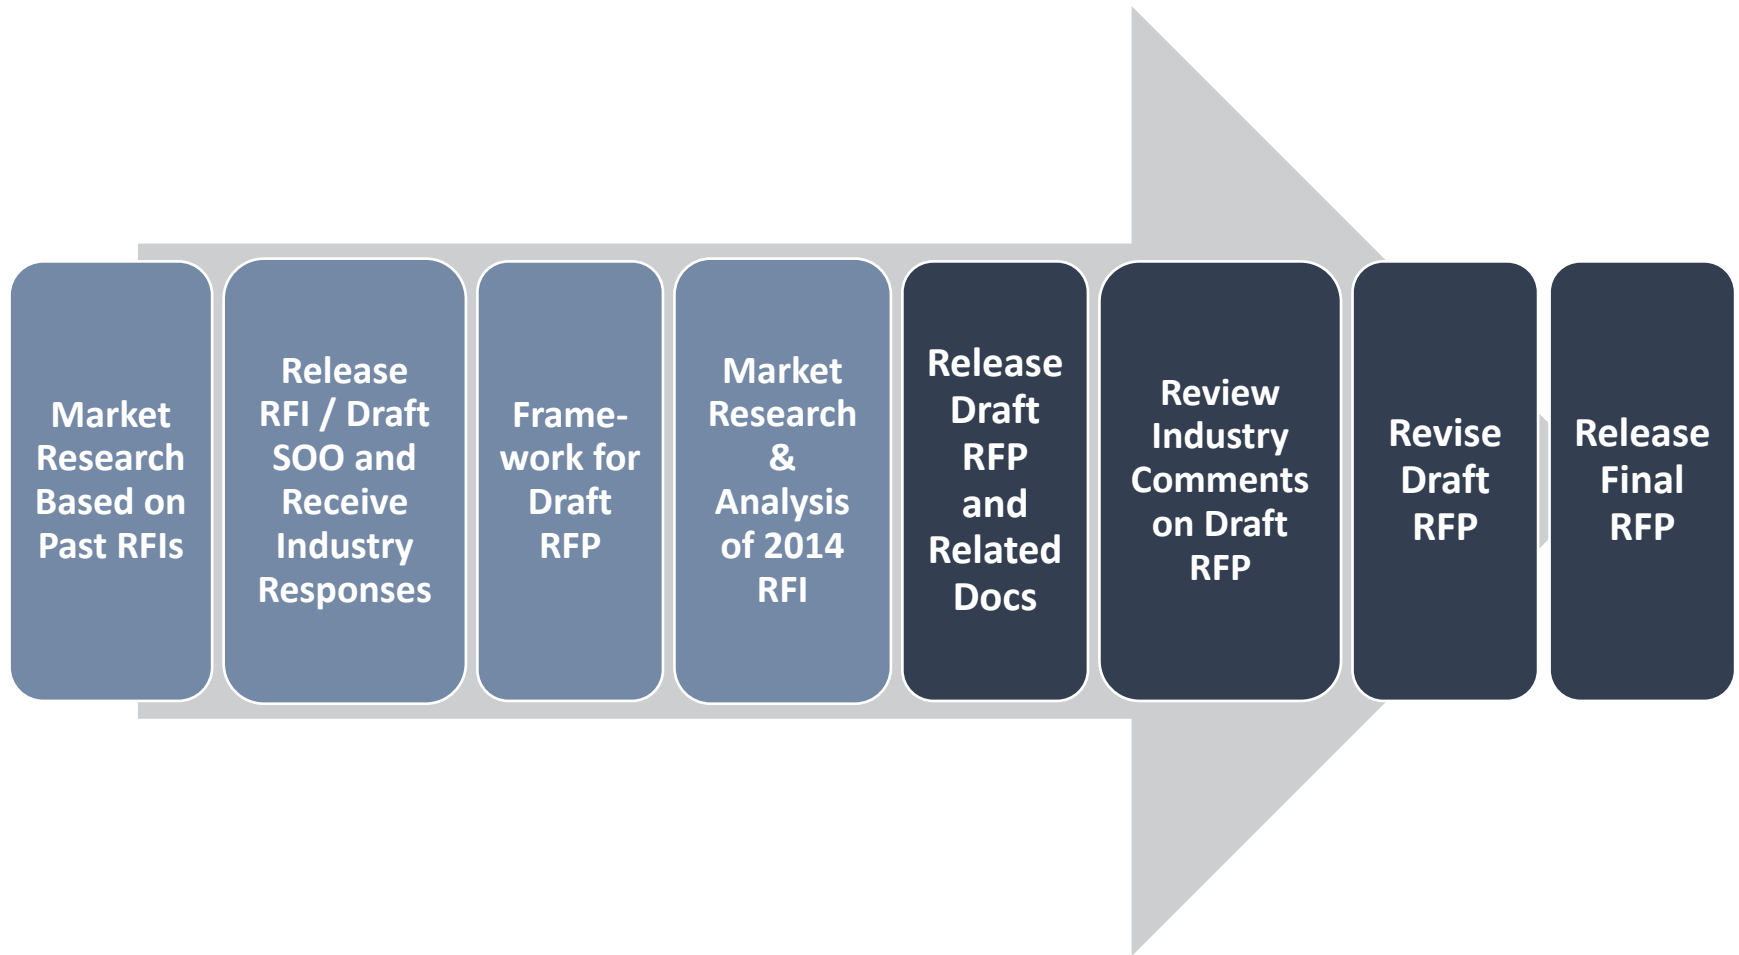 Market
Research
Based on
Past RFIs
Release
RFI / Draft
SOO and
Receive
Industry
Responses
Frame-
work for
Draft
RFP
Market
Research
&
Analysis
of 2014
RFI
Release
Draft
RFP
and
Related
Docs
Review
Industry
Comments
on Draft
RFP
Revise
Draft
RFP
Release
Final
RFP